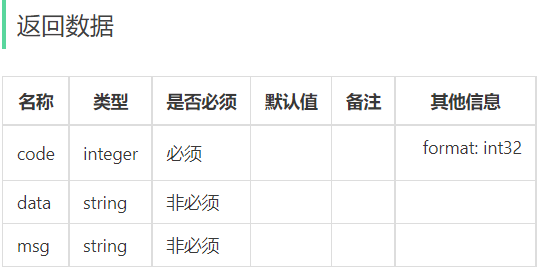 返回数据
名称 类型 是否必须 默认值 备注 其他信息
code integer 必须 format: int32
data string 非必须
msg string 非必须